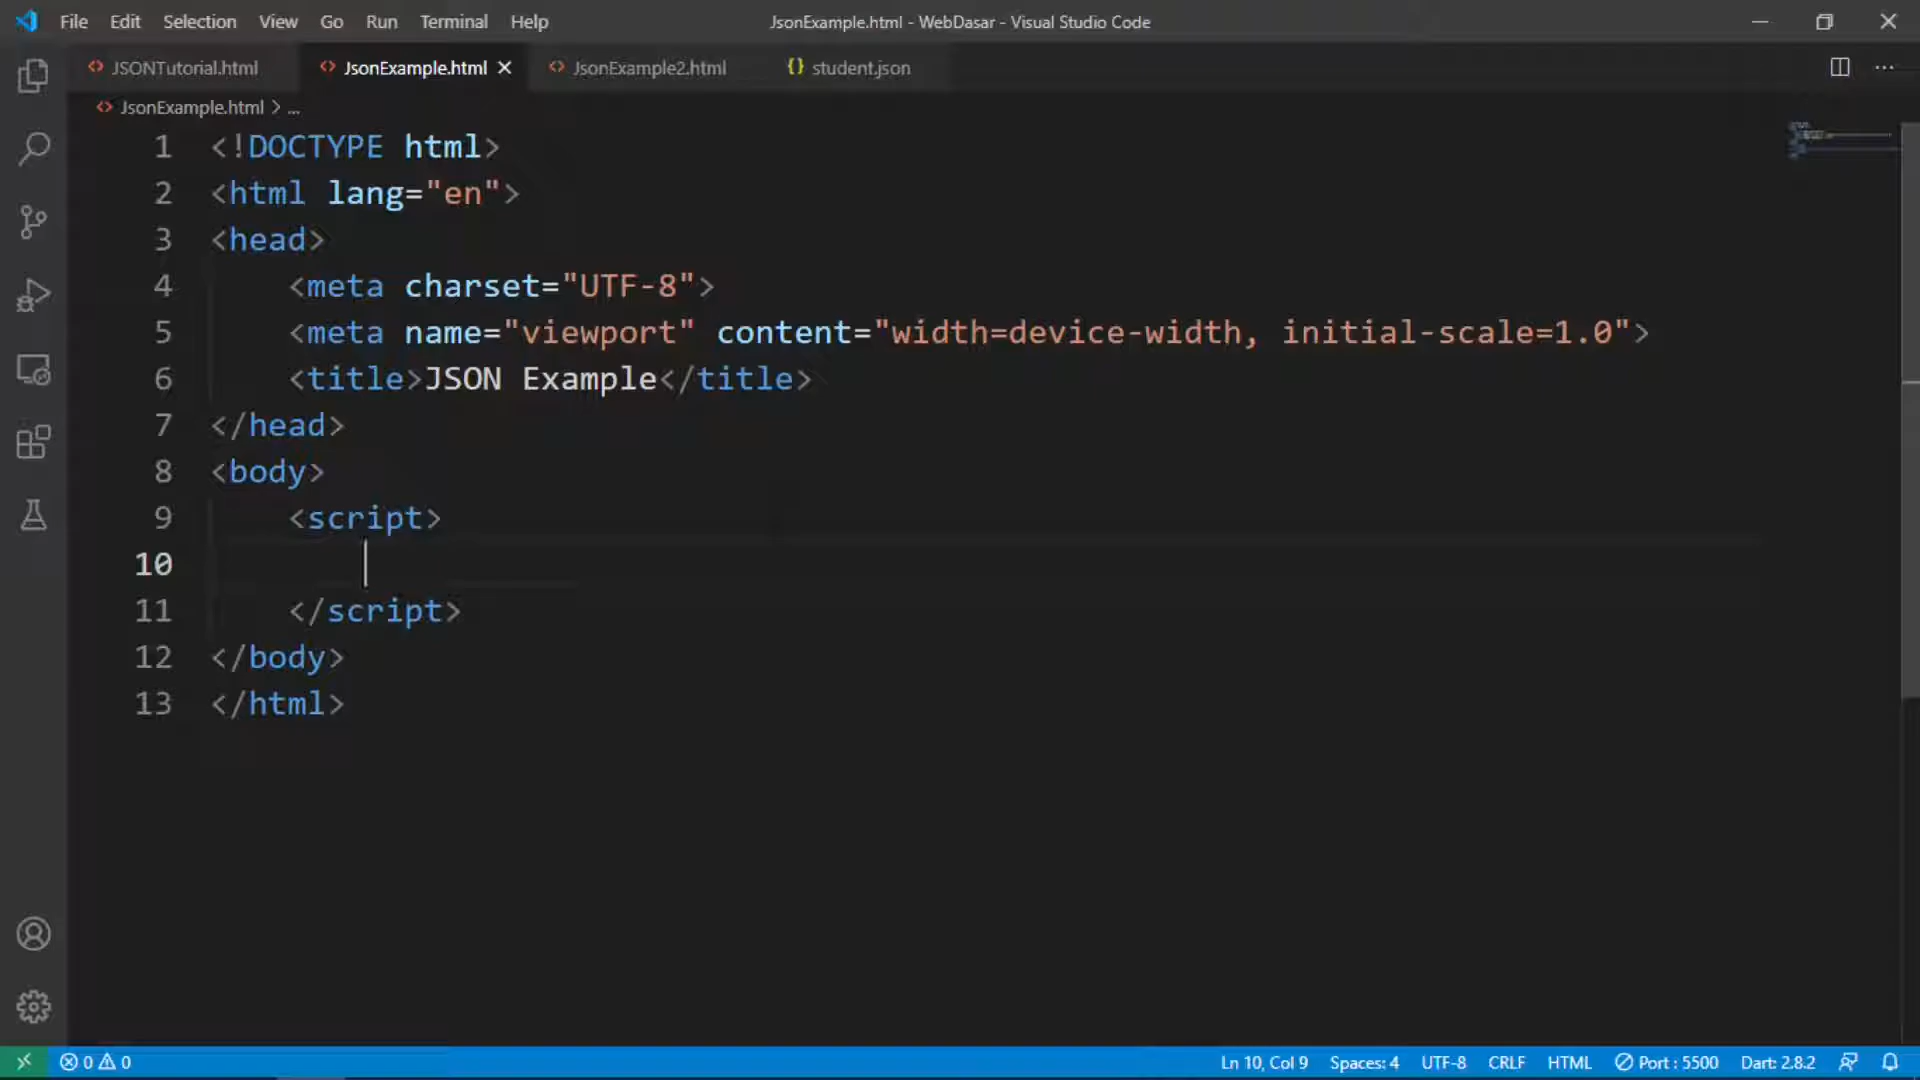 File Edit Selection View Go Run Terminal Help JsonExample.html - WebDasar - Visual Studio Code
JSONTutorial.html JsonExample.html JsonExample2.html {} student.json
JsonExample.html > ...
1 <!DOCTYPE html>
2 <html lang="en">
3 <head>
4 <meta charset="UTF-8">
5 <meta name="viewport" content="width=device-width, initial-scale=1.0">
6 <title>JSON Example</title>
7 </head>
8 <body>
9 <script>
10
11 </script>
12 </body>
13 </html>
0 0 Ln 10, Col 9 Spaces: 4 UTF-8 CRLF HTML Port : 5500 Dart: 2.8.2